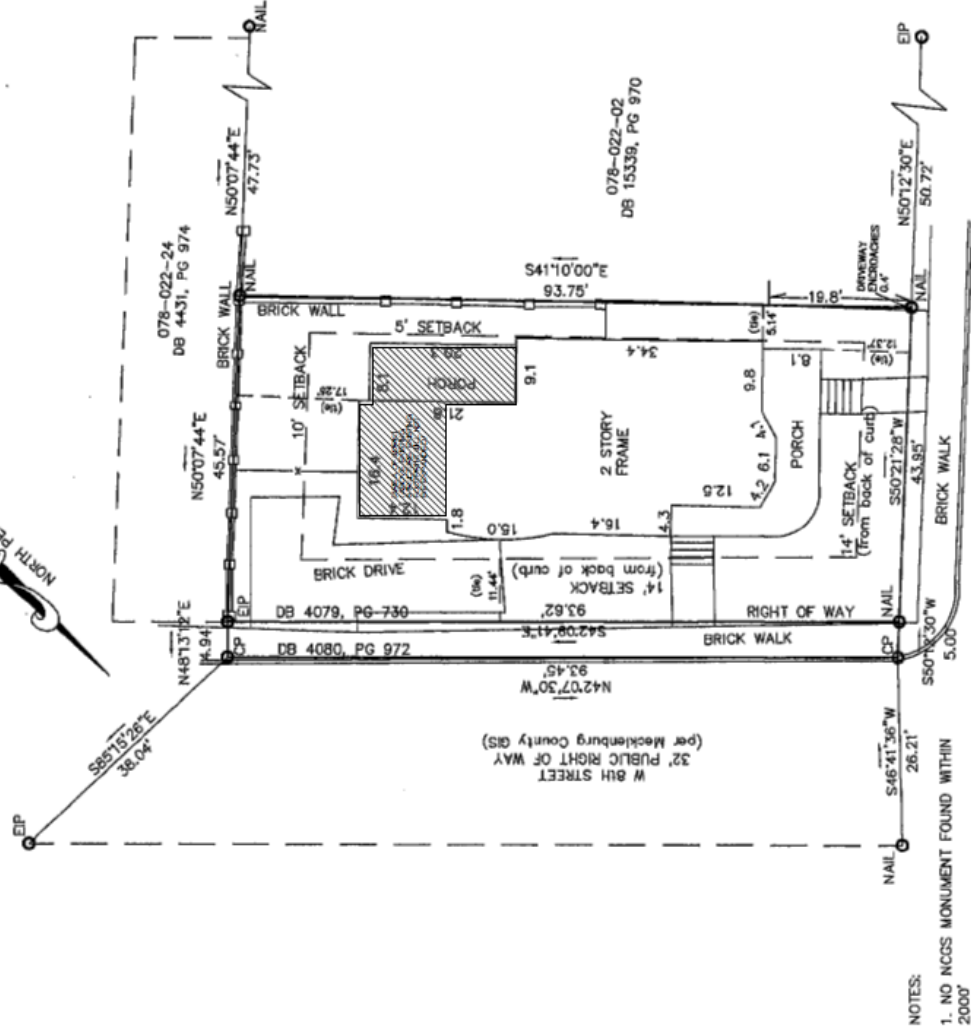 NAIL
EIP
NORTH
N50°07'44"E
47.73'
078-022-24
DB 4431, PG 974
078-022-02
DB 15339, PG 970
N50°12'30"E
50.72'
BRICK WALL
NAIL
BRICK WALL
S41°10'00"E
93.75'
DRIVEWAY
ENCROACHES
0.4'
19.8'
NAIL
5' SETBACK
10' SETBACK
N50°07'44"E
45.57'
17.25'
(tie)
8.1
PORCH
9.1
34.4
(tie)
5.14'
12.37'
(tie)
8.1
9.8
16.4
2 STORY
FRAME
4.1
6.1
4.2
PORCH
12.5
1.8
15.0
16.4
4.3
14' SETBACK
(from back of curb)
S50°21'28"W
43.95'
BRICK WALK
BRICK DRIVE
(tie)
11.44'
14' SETBACK
(from back of curb)
N48°13'12"E
4.94'
EIP
DB 4079, PG 730
93.62'
S42°09'41"E
RIGHT OF WAY
NAIL
BRICK WALK
DB 4080, PG 972
93.45'
N42°07'30"W
S50°12'30"W
5.00'
S85°15'26"E
38.04'
W 8TH STREET
32' PUBLIC RIGHT OF WAY
(per Mecklenburg County GIS)
S46°41'36"W
26.21'
EIP
NAIL
NOTES:
1. NO NCGS MONUMENT FOUND WITHIN
2000'